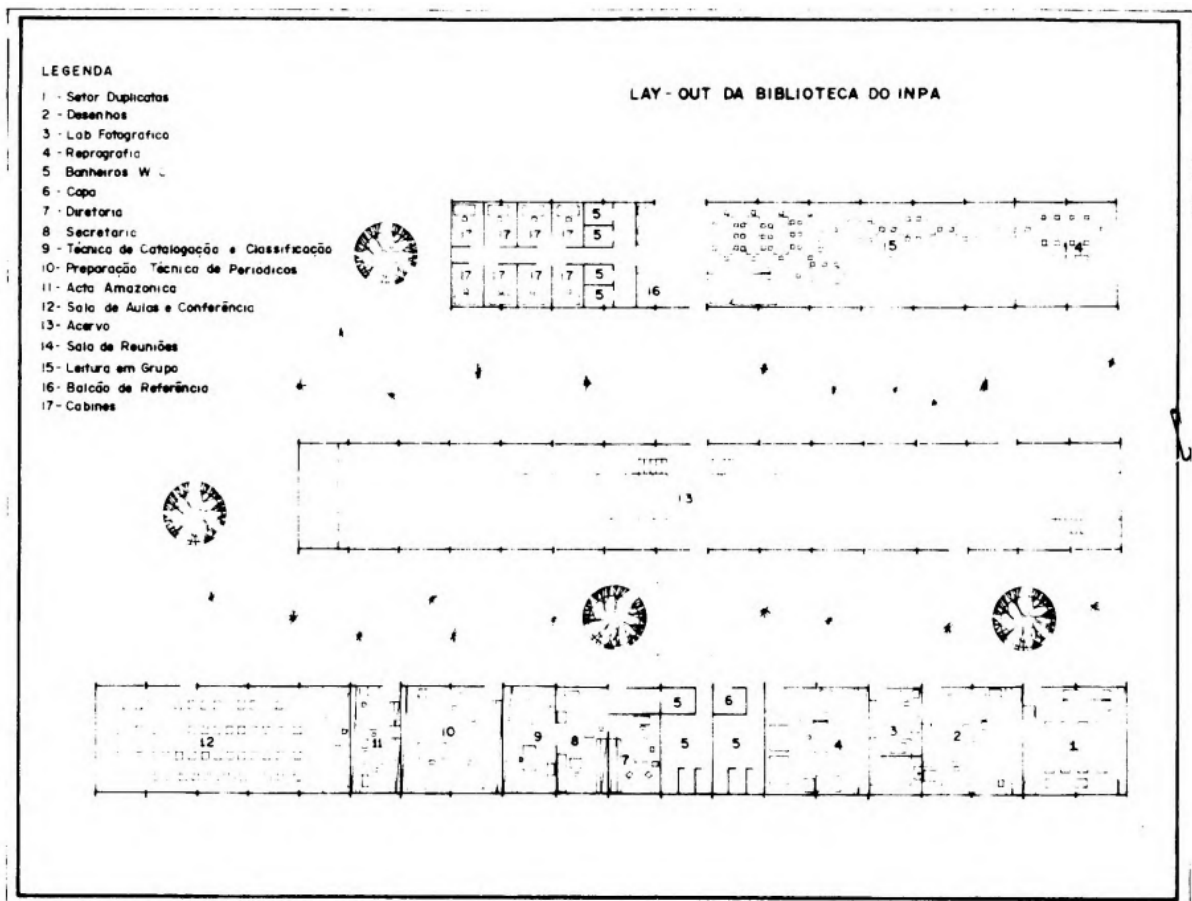 LEGENDA
1 - Setor Duplicatas
2 - Desenhos
3 - Lab Fotografico
4 - Reprografia
5 Banheiros W
6 - Copa
7 - Diretoria
8 Secretaria
9 - Técnica de Catalogação e Classificação
10 - Preparação Técnica de Periodicos
11 - Acta Amazonica
12 - Sala de Aulas e Conferência
13 - Acervo
14 - Sala de Reuniões
15 - Leitura em Grupo
16 - Balcão de Referência
17 - Cabines
LAY - OUT DA BIBLIOTECA DO INPA
17 17 17 17 5
5
15 14
17 17 17 17 5
5
16
13
12 11 10 9 8 7 5 5 5 6 4 3 2 1